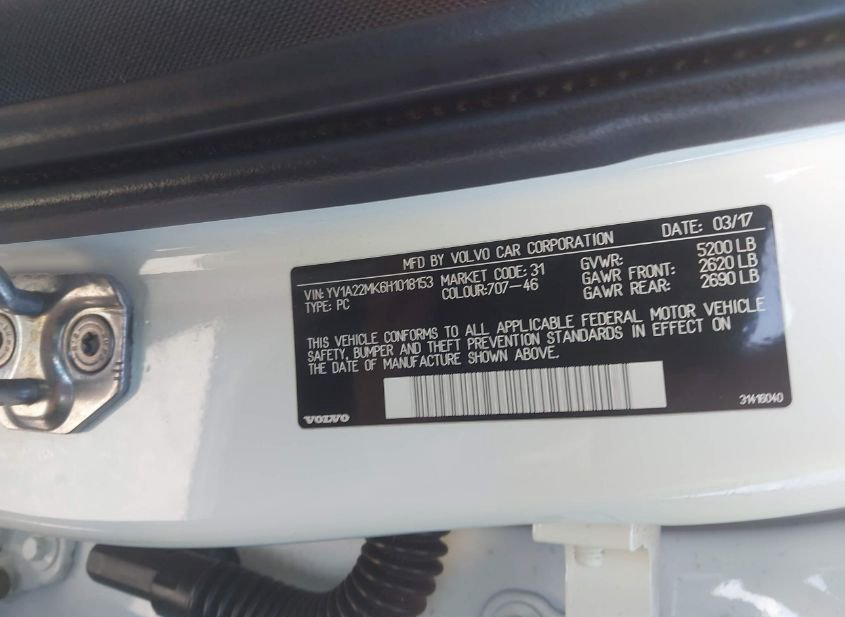 MFD BY VOLVO CAR CORPORATION DATE: 03/17
VIN: YV1A22MK6H1018153 MARKET CODE: 31 GVWR: 5200 LB
TYPE: PC COLOUR:707-46 GAWR FRONT: 2620 LB
GAWR REAR: 2690 LB
THIS VEHICLE CONFORMS TO ALL APPLICABLE FEDERAL MOTOR VEHICLE
SAFETY, BUMPER AND THEFT PREVENTION STANDARDS IN EFFECT ON
THE DATE OF MANUFACTURE SHOWN ABOVE.
VOLVO 31416040